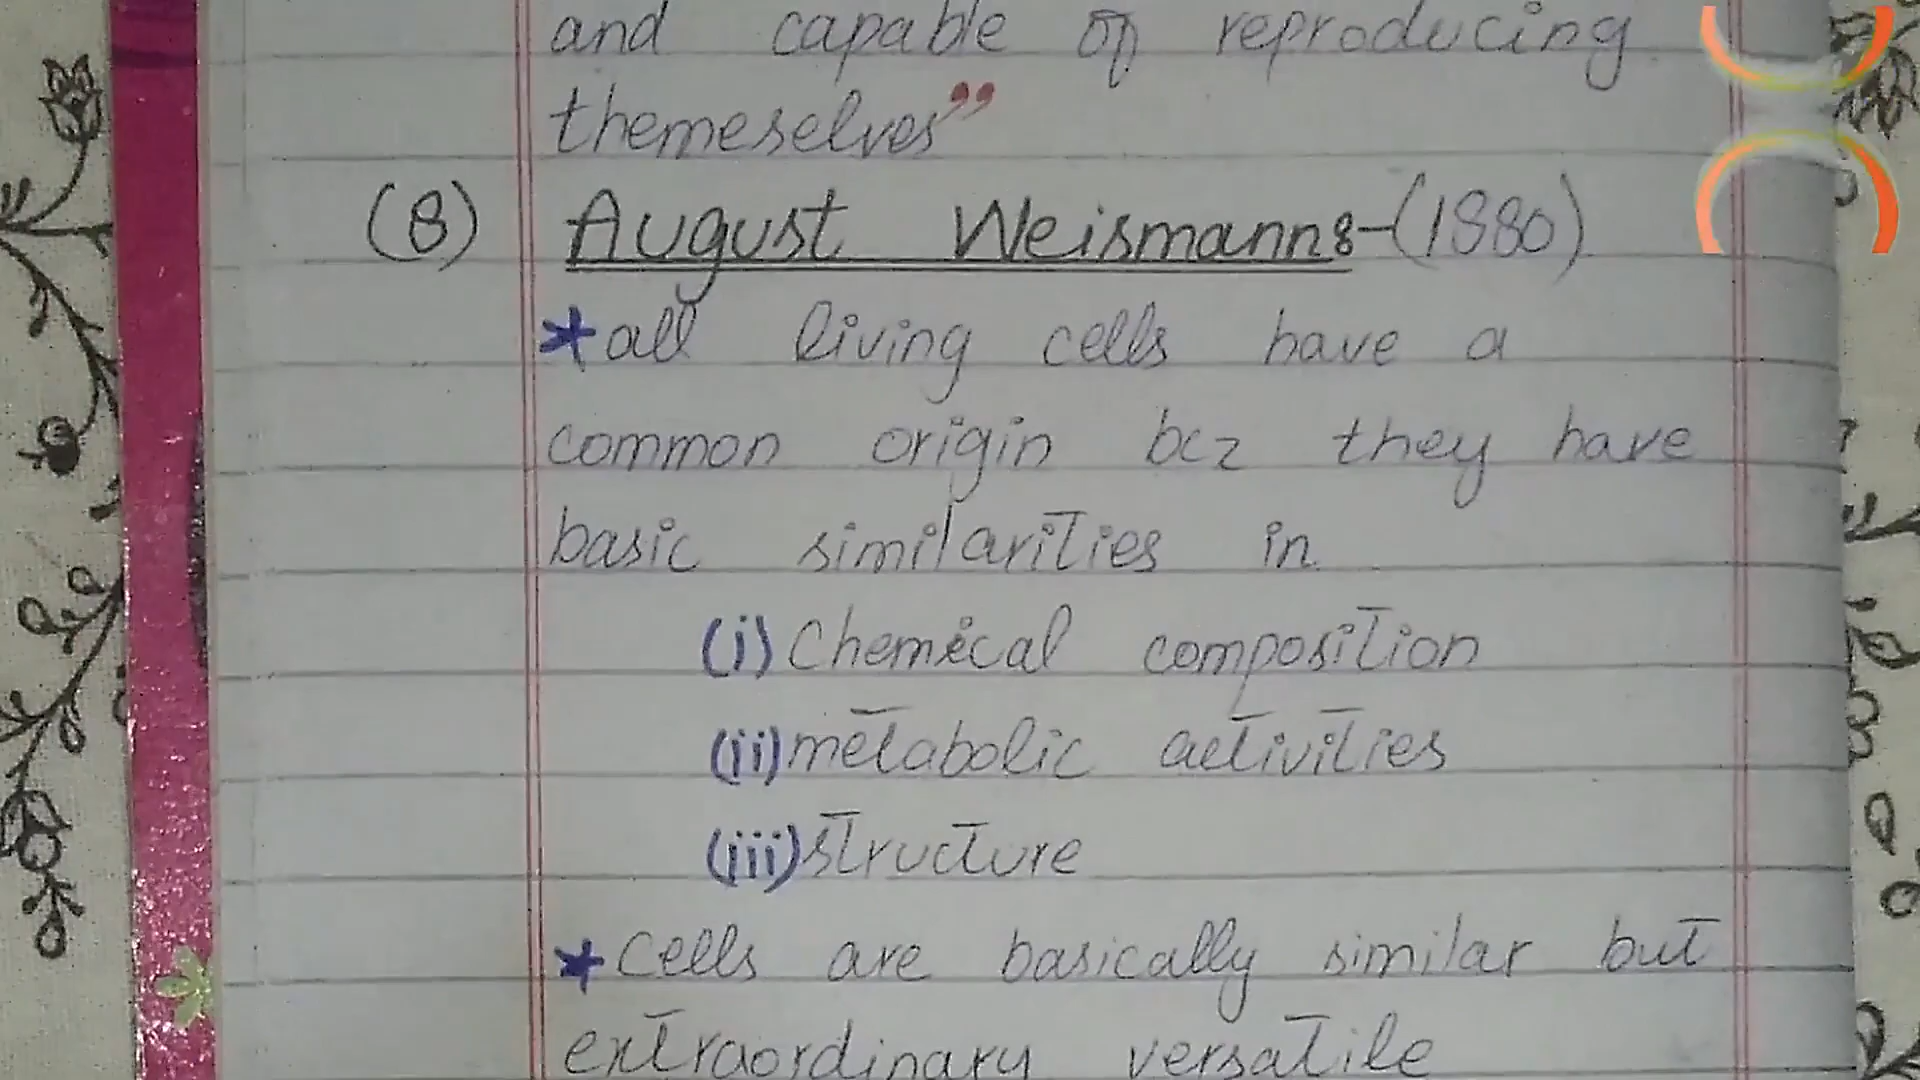 and capable of reproducing
themeselves”
(8) August Weismann:-(1880)
*all living cells have a
common origin bcz they have
basic similarities in
(i) Chemical composition
(ii) metabolic activities
(iii) structure
*cells are basically similar but
extraordinary versatile